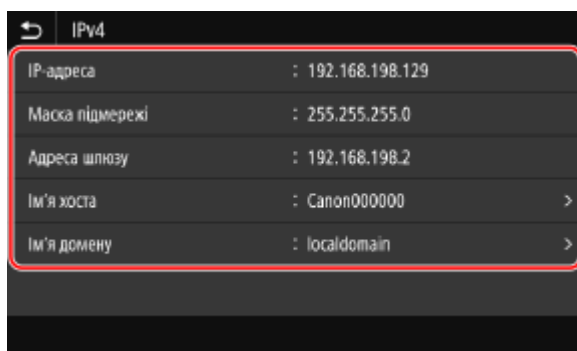 IPv4
IP-адреса : 192.168.198.129
Маска підмережі : 255.255.255.0
Адреса шлюзу : 192.168.198.2
Ім'я хоста : Canon000000 >
Ім'я домену : localdomain >